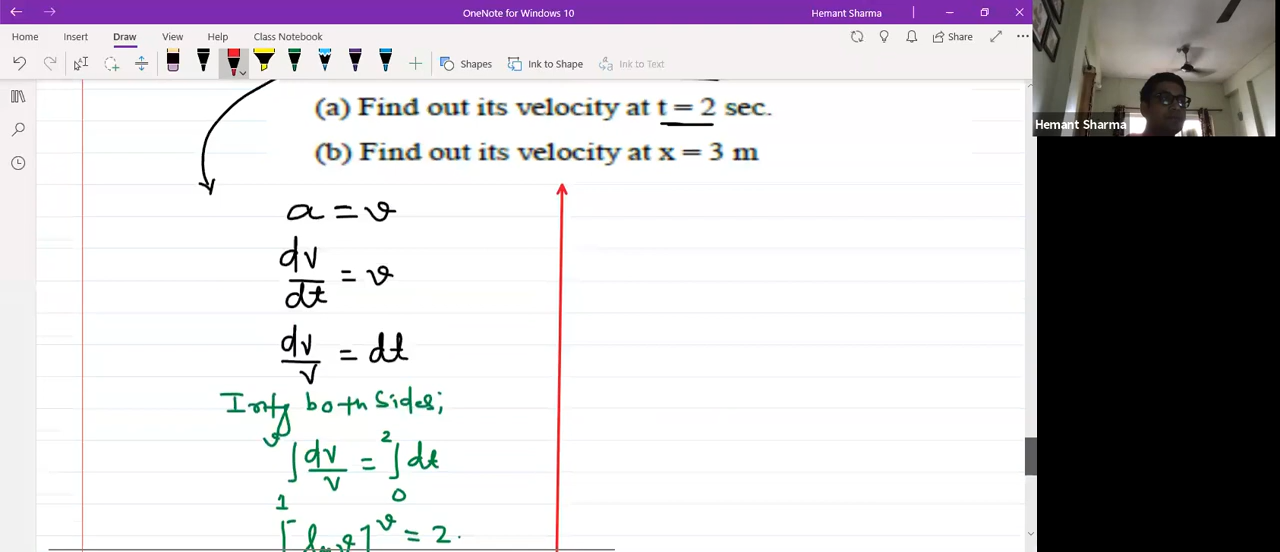 OneNote for Windows 10
Hemant Sharma
Home Insert Draw View Help Class Notebook
Share
Shapes Ink to Shape Ink to Text
Hemant Sharma
(a) Find out its velocity at t = 2 sec.
(b) Find out its velocity at x = 3 m
a = v
dv/dt = v
dv/v = dt
Intg both sides;
∫₁ᵛ dv/v = ∫₀² dt
[ln v]ᵛ = 2.